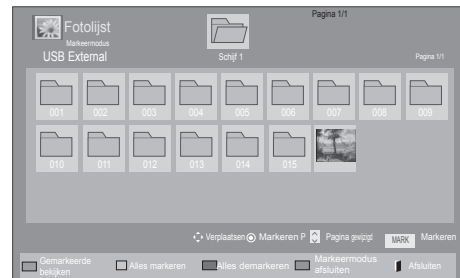 Pagina 1/1
Fotolijst
Markeermodus
USB External
Schijf 1
Pagina 1/1
001 002 003 004 005 006 007 008 009
010 011 012 013 014 015
Verplaatsen Markeren P Pagina gewijzigd MARK Markeren
Gemarkeerde bekijken
Alles markeren
Alles demarkeren
Markeermodus afsluiten
Afsluiten